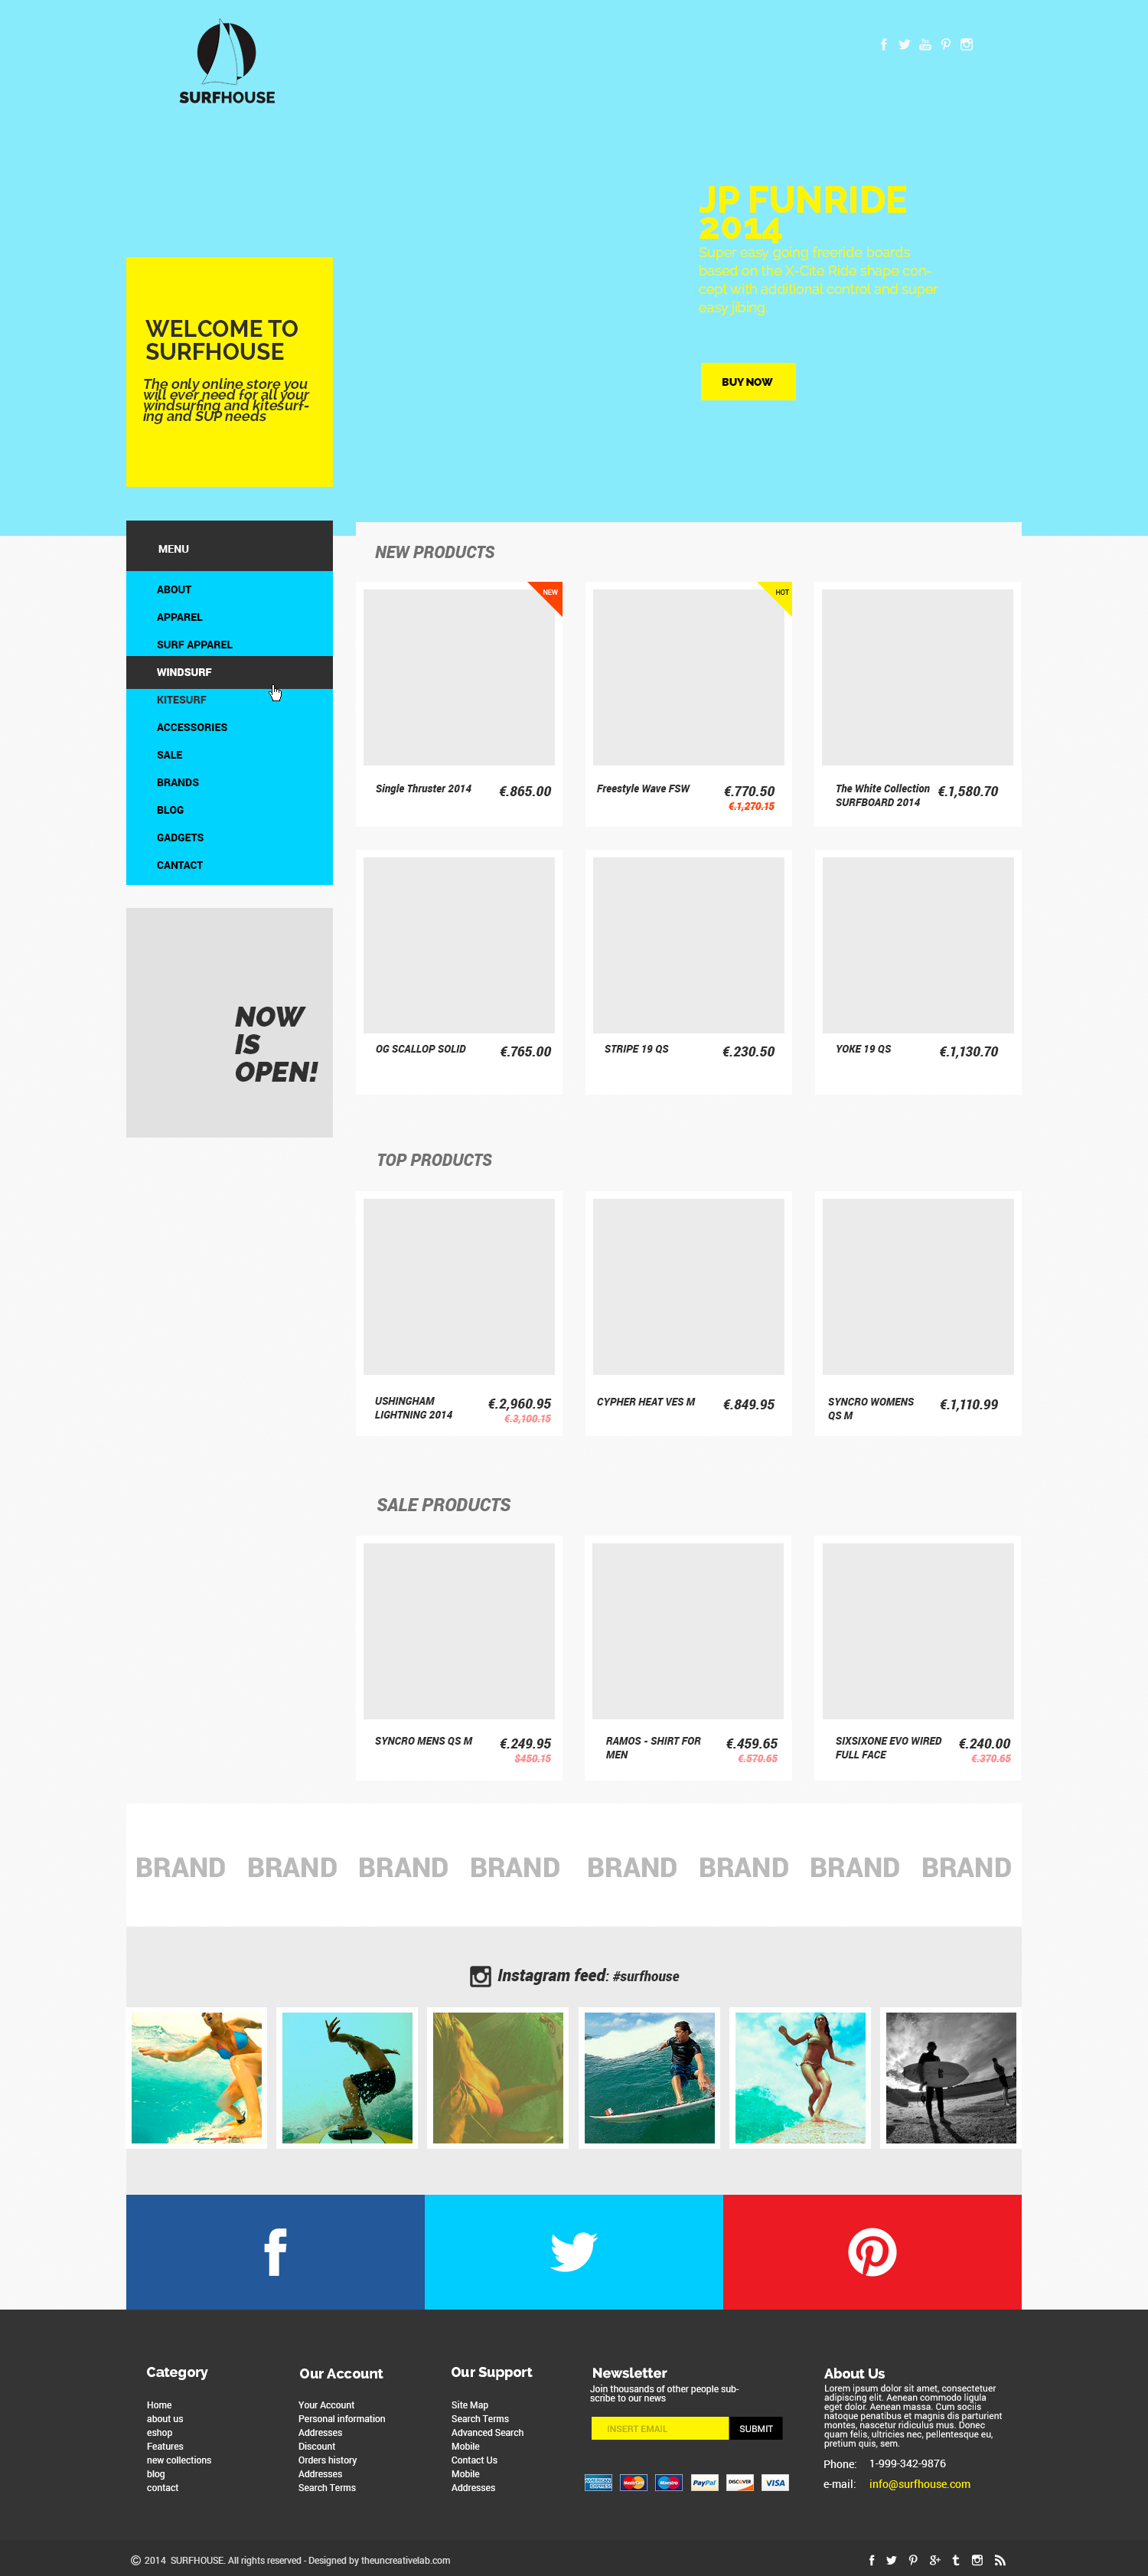 SURFHOUSE
JP FUNRIDE
2014
Super easy going freeride boards
based on the X-Cite Ride shape con-
cept with additional control and super
easy jibing.
BUY NOW
WELCOME TO
SURFHOUSE
The only online store you
will ever need for all your
windsurfing and kitesurf-
ing and SUP needs
MENU
ABOUT
APPAREL
SURF APPAREL
WINDSURF
KITESURF
ACCESSORIES
SALE
BRANDS
BLOG
GADGETS
CANTACT
NOW
IS
OPEN!
NEW PRODUCTS
NEW
HOT
Single Thruster 2014 €.865.00
Freestyle Wave FSW €.770.50
€.1,270.15
The White Collection €.1,580.70
SURFBOARD 2014
OG SCALLOP SOLID €.765.00
STRIPE 19 QS €.230.50
YOKE 19 QS €.1,130.70
TOP PRODUCTS
USHINGHAM €.2,960.95
LIGHTNING 2014 €.3,100.15
CYPHER HEAT VES M €.849.95
SYNCRO WOMENS €.1,110.99
QS M
SALE PRODUCTS
SYNCRO MENS QS M €.249.95
$450.15
RAMOS - SHIRT FOR €.459.65
MEN €.570.65
SIXSIXONE EVO WIRED €.240.00
FULL FACE €.370.65
BRAND BRAND BRAND BRAND BRAND BRAND BRAND BRAND
Instagram feed: #surfhouse
Category
Home
about us
eshop
Features
new collections
blog
contact
Our Account
Your Account
Personal information
Addresses
Discount
Orders history
Addresses
Search Terms
Our Support
Site Map
Search Terms
Advanced Search
Mobile
Contact Us
Mobile
Addresses
Newsletter
Join thousands of other people sub-
scribe to our news
INSERT EMAIL SUBMIT
AMERICAN EXPRESS MasterCard Maestro PayPal DISCOVER VISA
About Us
Lorem ipsum dolor sit amet, consectetuer
adipiscing elit. Aenean commodo ligula
eget dolor. Aenean massa. Cum sociis
natoque penatibus et magnis dis parturient
montes, nascetur ridiculus mus. Donec
quam felis, ultricies nec, pellentesque eu,
pretium quis, sem.
Phone: 1-999-342-9876
e-mail: info@surfhouse.com
© 2014 SURFHOUSE. All rights reserved - Designed by theuncreativelab.com